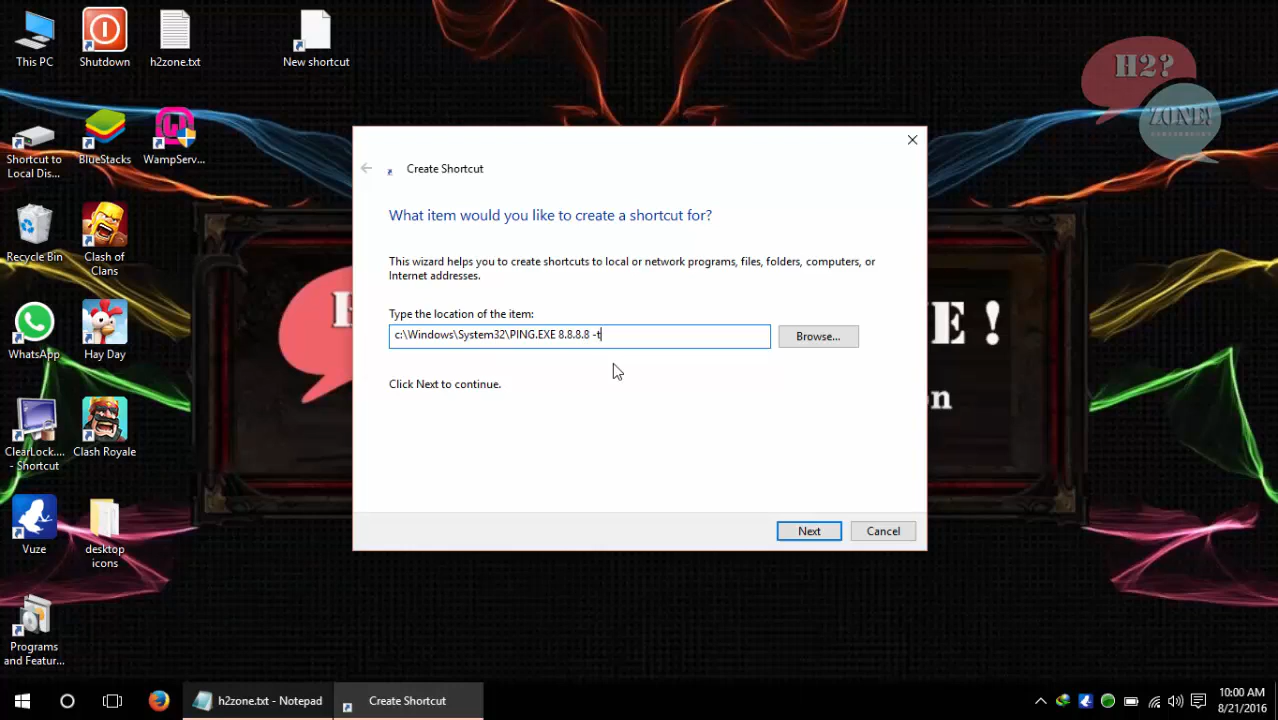 This PC
Shutdown
h2zone.txt
New shortcut
H2?
ZONE!
Shortcut to
Local Dis...
BlueStacks
WampServ...
Recycle Bin
Clash of
Clans
WhatsApp
Hay Day
ClearLock....
- Shortcut
Clash Royale
Vuze
desktop
icons
Programs
and Featur...
Create Shortcut
What item would you like to create a shortcut for?
This wizard helps you to create shortcuts to local or network programs, files, folders, computers, or
Internet addresses.
Type the location of the item:
c:\Windows\System32\PING.EXE 8.8.8.8 -t
Browse...
Click Next to continue.
Next
Cancel
H
E !
on
h2zone.txt - Notepad
Create Shortcut
10:00 AM
8/21/2016